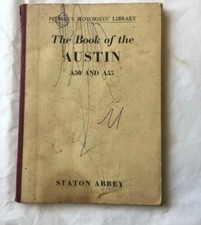 PITMAN'S MOTORISTS' LIBRARY
The Book of the
AUSTIN
A50 AND A55
STATON ABBEY